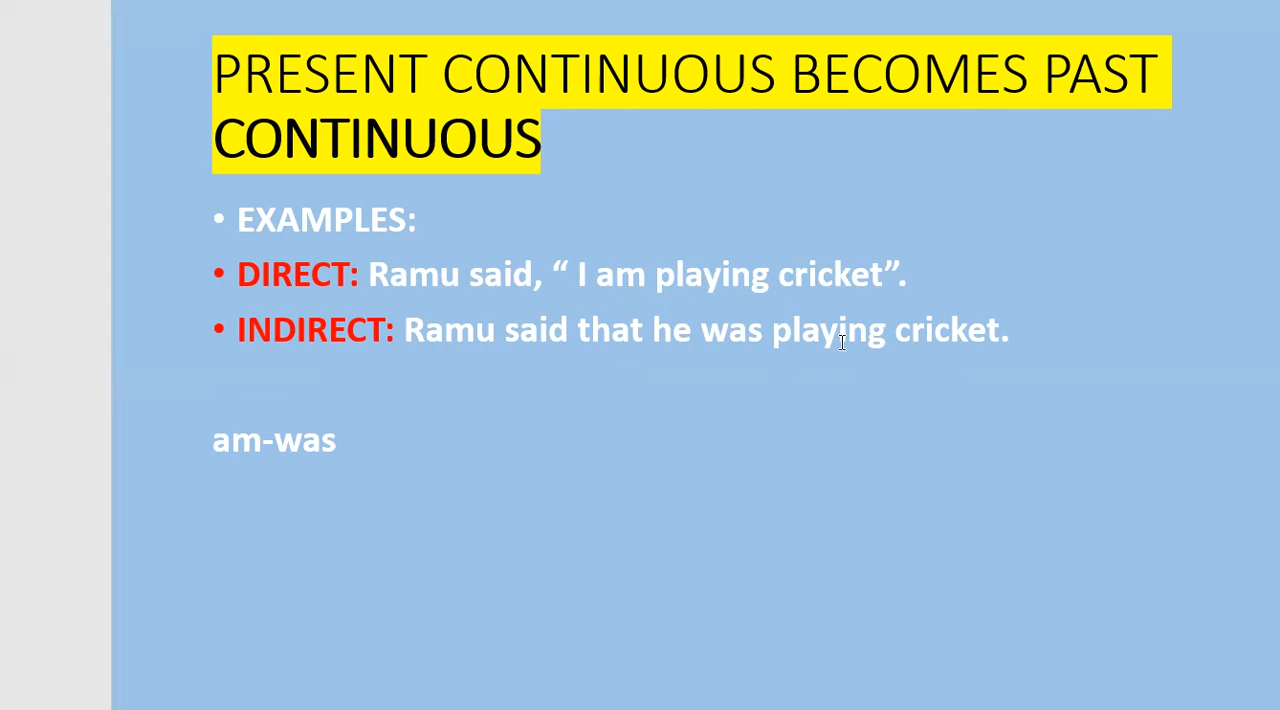 PRESENT CONTINUOUS BECOMES PAST
CONTINUOUS
• EXAMPLES:
• DIRECT: Ramu said, “ I am playing cricket”.
• INDIRECT: Ramu said that he was playing cricket.
am-was